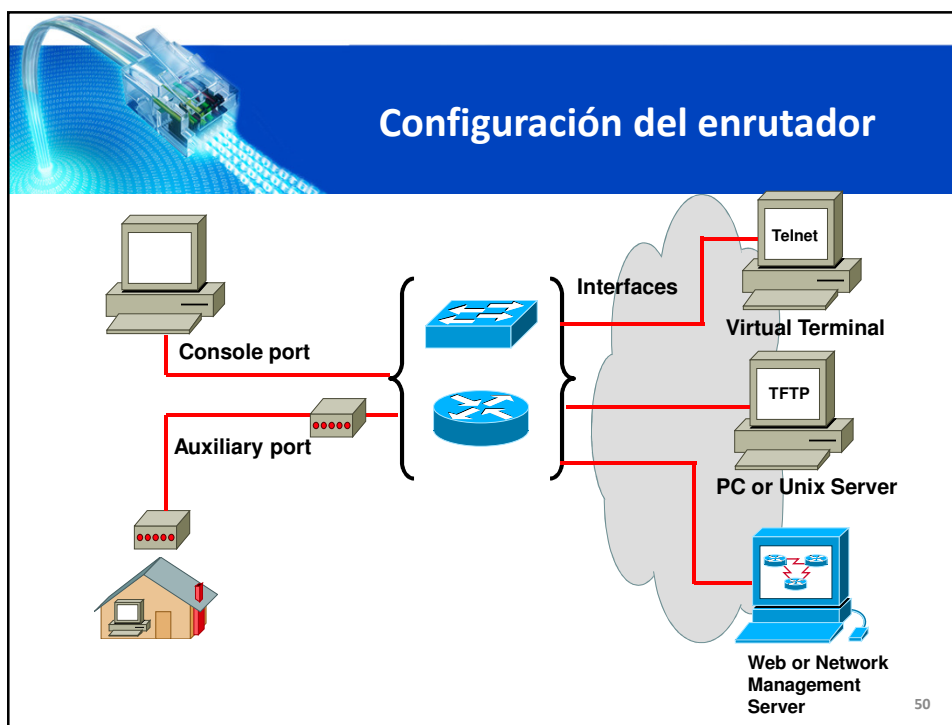 Configuración del enrutador
Telnet
Interfaces
Virtual Terminal
Console port
TFTP
Auxiliary port
PC or Unix Server
Web or Network
Management
Server
50